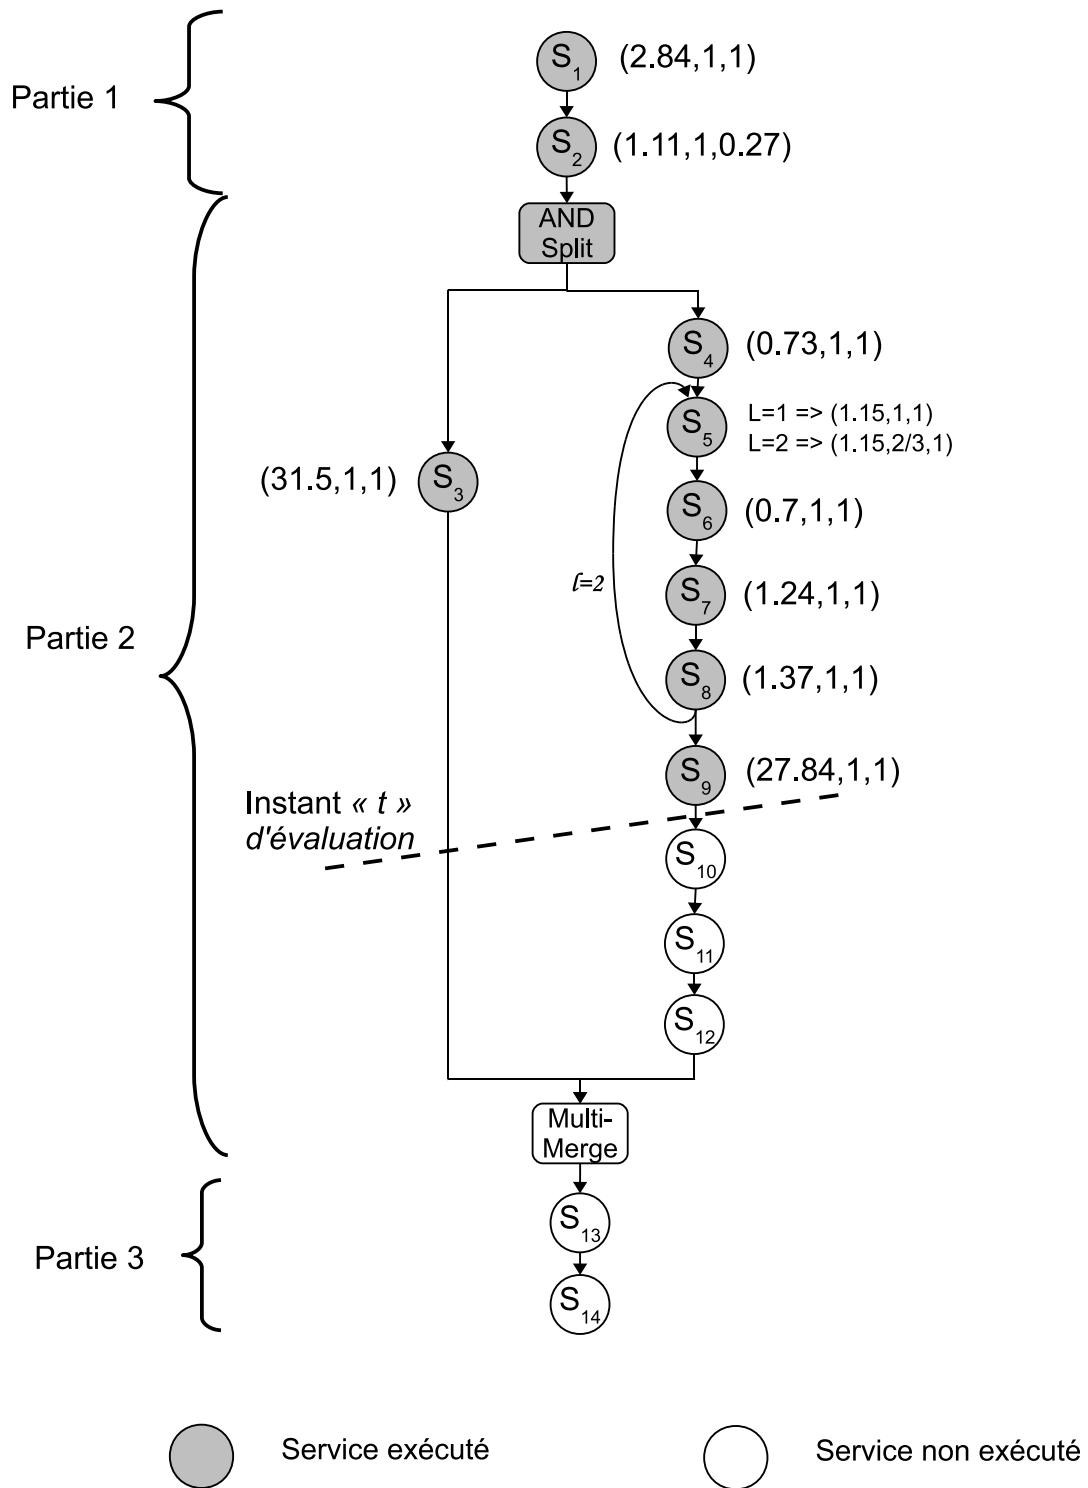 Partie 1
S1 (2.84,1,1)
S2 (1.11,1,0.27)
AND
Split
Partie 2
S4 (0.73,1,1)
S5
L=1 => (1.15,1,1)
L=2 => (1.15,2/3,1)
(31.5,1,1) S3
S6 (0.7,1,1)
l=2
S7 (1.24,1,1)
S8 (1.37,1,1)
S9 (27.84,1,1)
Instant « t »
d'évaluation
S10
S11
S12
Multi-
Merge
Partie 3
S13
S14
Service exécuté
Service non exécuté